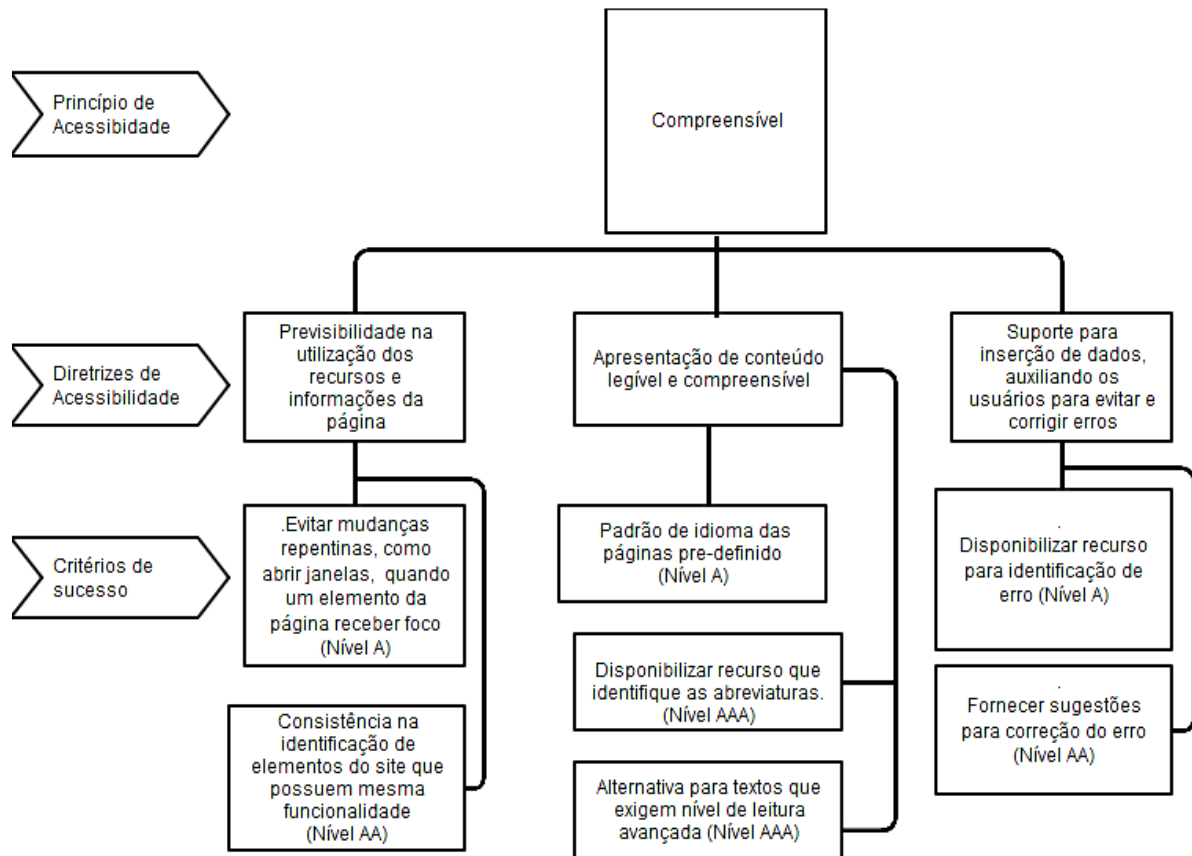 Princípio de
Acessibidade
Compreensível
Diretrizes de
Acessibilidade
Previsibilidade na
utilização dos
recursos e
informações da
página
Apresentação de conteúdo
legível e compreensível
Suporte para
inserção de dados,
auxiliando os
usuários para evitar e
corrigir erros
Critérios de
sucesso
.Evitar mudanças
repentinas, como
abrir janelas, quando
um elemento da
página receber foco
(Nível A)
Padrão de idioma das
páginas pre-definido
(Nível A)
.
Disponibilizar recurso
para identificação de
erro (Nível A)
Consistência na
identificação de
elementos do site que
possuem mesma
funcionalidade
(Nível AA)
Disponibilizar recurso que
identifique as abreviaturas.
(Nível AAA)
.
Fornecer sugestões
para correção do erro
(Nível AA)
Alternativa para textos que
exigem nível de leitura
avançada (Nível AAA)